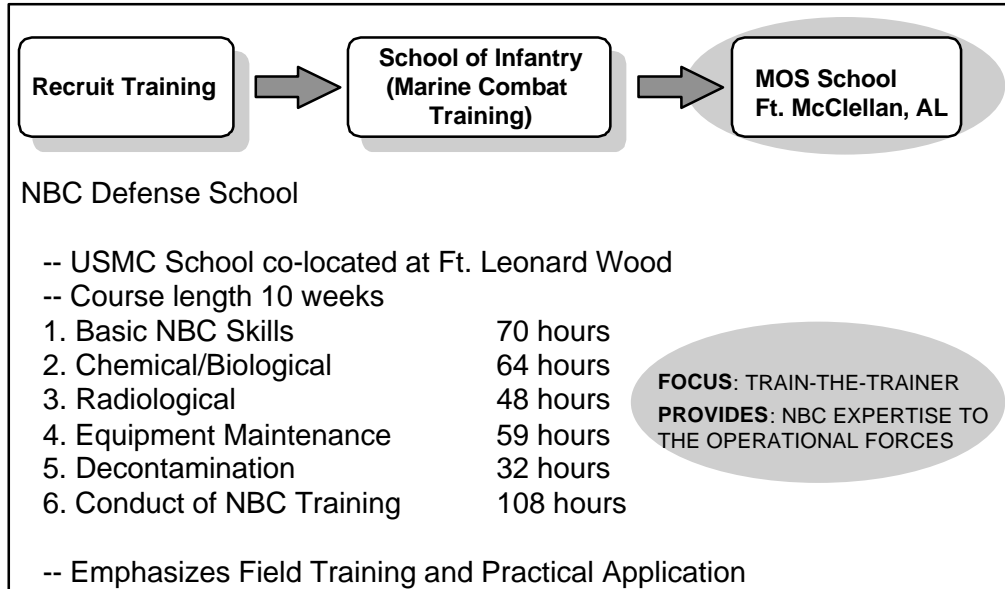 Recruit Training
School of Infantry
(Marine Combat
Training)
MOS School
Ft. McClellan, AL
NBC Defense School
-- USMC School co-located at Ft. Leonard Wood
-- Course length 10 weeks
1. Basic NBC Skills 70 hours
2. Chemical/Biological 64 hours
3. Radiological 48 hours
4. Equipment Maintenance 59 hours
5. Decontamination 32 hours
6. Conduct of NBC Training 108 hours
FOCUS: TRAIN-THE-TRAINER
PROVIDES: NBC EXPERTISE TO
THE OPERATIONAL FORCES
-- Emphasizes Field Training and Practical Application